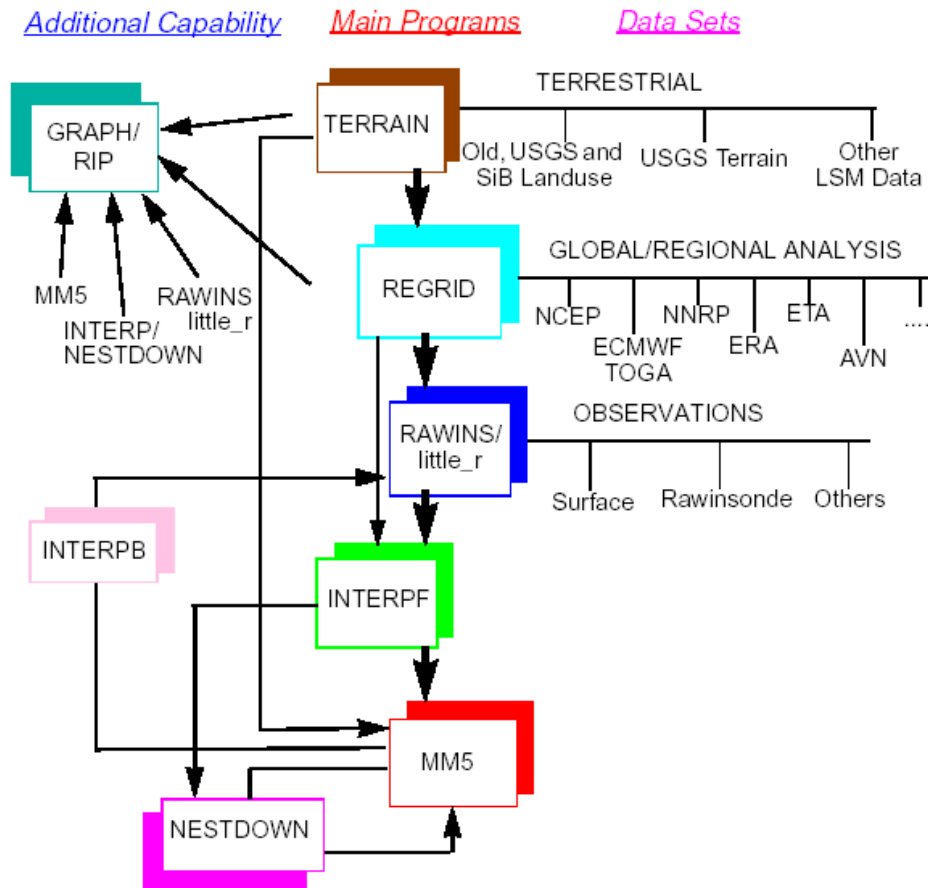 Additional Capability
Main Programs
Data Sets
TERRAIN
TERRESTRIAL
Old, USGS and
SiB Landuse
USGS Terrain
Other
LSM Data
GRAPH/
RIP
MM5
INTERP/
NESTDOWN
RAWINS
little_r
REGRID
GLOBAL/REGIONAL ANALYSIS
NCEP
ECMWF
TOGA
NNRP
ERA
ETA
AVN
....
RAWINS/
little_r
OBSERVATIONS
Surface
Rawinsonde
Others
INTERPB
INTERPF
MM5
NESTDOWN